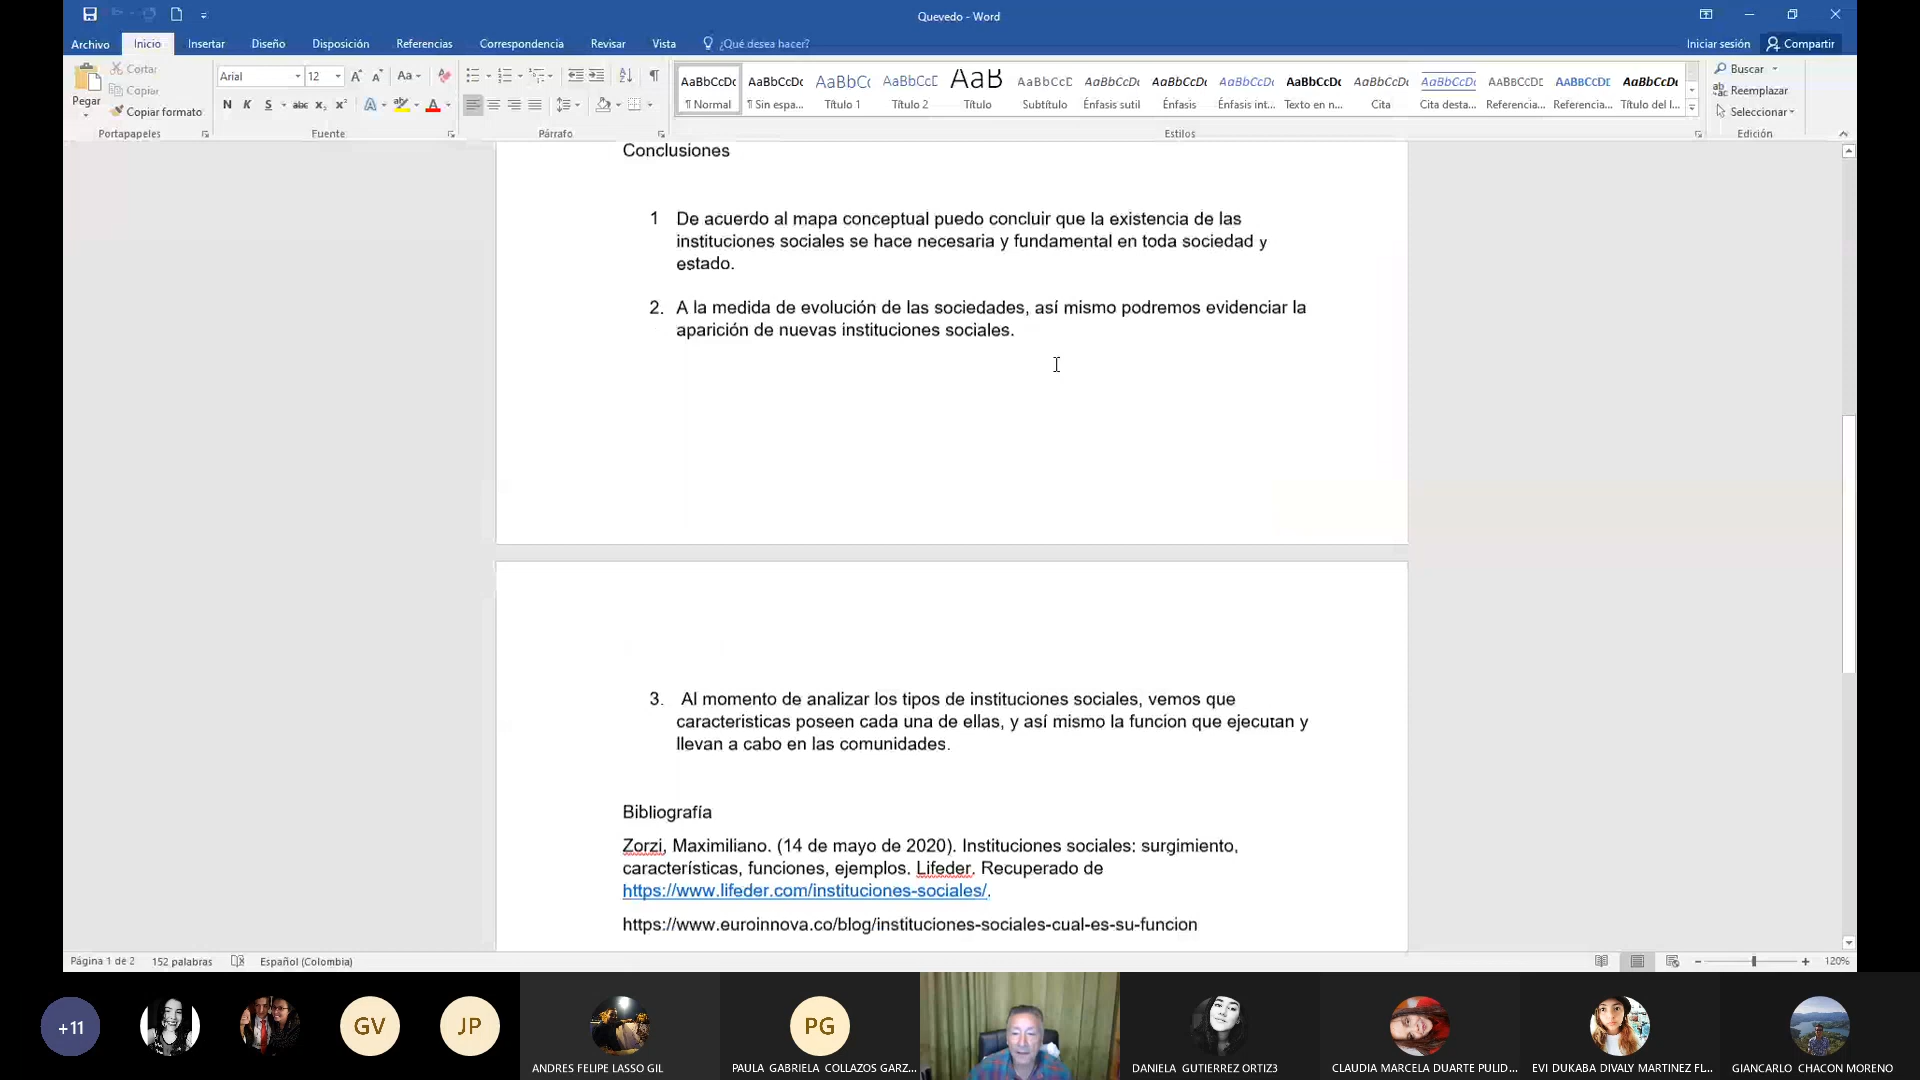 Quevedo - Word
Archivo Inicio Insertar Diseño Disposición Referencias Correspondencia Revisar Vista ¿Qué desea hacer? Iniciar sesión Compartir
Pegar Cortar Copiar Copiar formato
Arial 12 Aa
N K S abc x₂ x² A A
AaBbCcDc AaBbCcDc AaBbC( AaBbCcE AaB AaBbCcE AaBbCcDc AaBbCcDc AaBbCcDc AaBbCcDc AaBbCcDc AaBbCcDc AABBCCDE AABBCCDE AaBbCcDc
¶ Normal ¶ Sin espa... Título 1 Título 2 Título Subtítulo Énfasis sutil Énfasis Énfasis int... Texto en n... Cita Cita desta... Referencia... Referencia... Título del l...
Buscar
Reemplazar
Seleccionar
Portapapeles Fuente Párrafo Estilos Edición
Conclusiones
1 De acuerdo al mapa conceptual puedo concluir que la existencia de las
instituciones sociales se hace necesaria y fundamental en toda sociedad y
estado.
2. A la medida de evolución de las sociedades, así mismo podremos evidenciar la
aparición de nuevas instituciones sociales.
3. Al momento de analizar los tipos de instituciones sociales, vemos que
caracteristicas poseen cada una de ellas, y así mismo la funcion que ejecutan y
llevan a cabo en las comunidades.
Bibliografía
Zorzi, Maximiliano. (14 de mayo de 2020). Instituciones sociales: surgimiento,
características, funciones, ejemplos. Lifeder. Recuperado de
https://www.lifeder.com/instituciones-sociales/.
https://www.euroinnova.co/blog/instituciones-sociales-cual-es-su-funcion
Página 1 de 2 152 palabras Español (Colombia) 120%
+11 GV JP PG
ANDRES FELIPE LASSO GIL PAULA GABRIELA COLLAZOS GARZ... DANIELA GUTIERREZ ORTIZ3 CLAUDIA MARCELA DUARTE PULID... EVI DUKABA DIVALY MARTINEZ FL... GIANCARLO CHACON MORENO